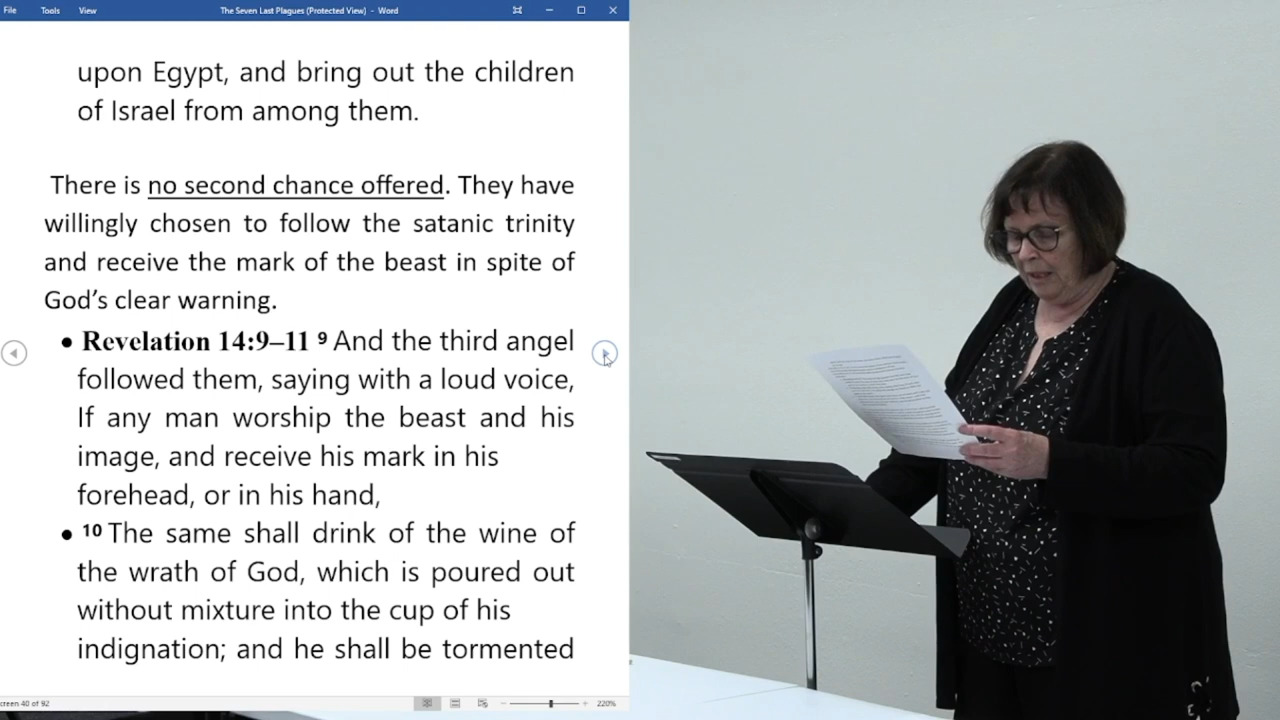 File Tools View The Seven Last Plagues (Protected View) - Word
upon Egypt, and bring out the children
of Israel from among them.
There is no second chance offered. They have
willingly chosen to follow the satanic trinity
and receive the mark of the beast in spite of
God's clear warning.
• Revelation 14:9–11 9 And the third angel
followed them, saying with a loud voice,
If any man worship the beast and his
image, and receive his mark in his
forehead, or in his hand,
• 10 The same shall drink of the wine of
the wrath of God, which is poured out
without mixture into the cup of his
indignation; and he shall be tormented
creen 40 of 92 220%